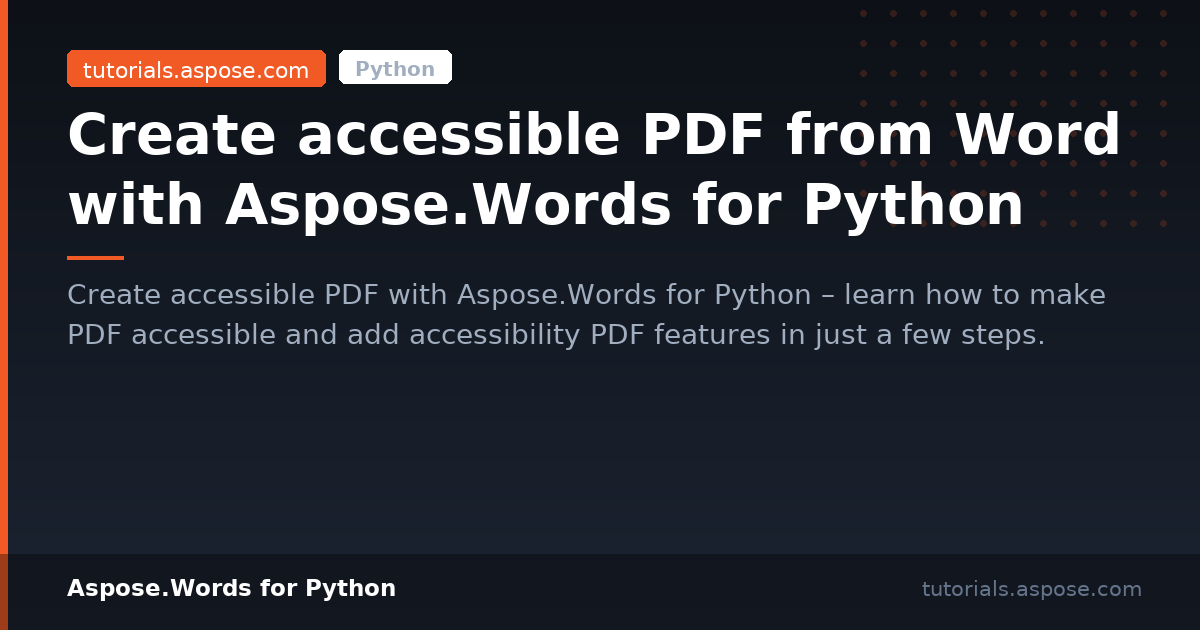 tutorials.aspose.com
Python
Create accessible PDF from Word
with Aspose.Words for Python
Create accessible PDF with Aspose.Words for Python – learn how to make
PDF accessible and add accessibility PDF features in just a few steps.
Aspose.Words for Python
tutorials.aspose.com